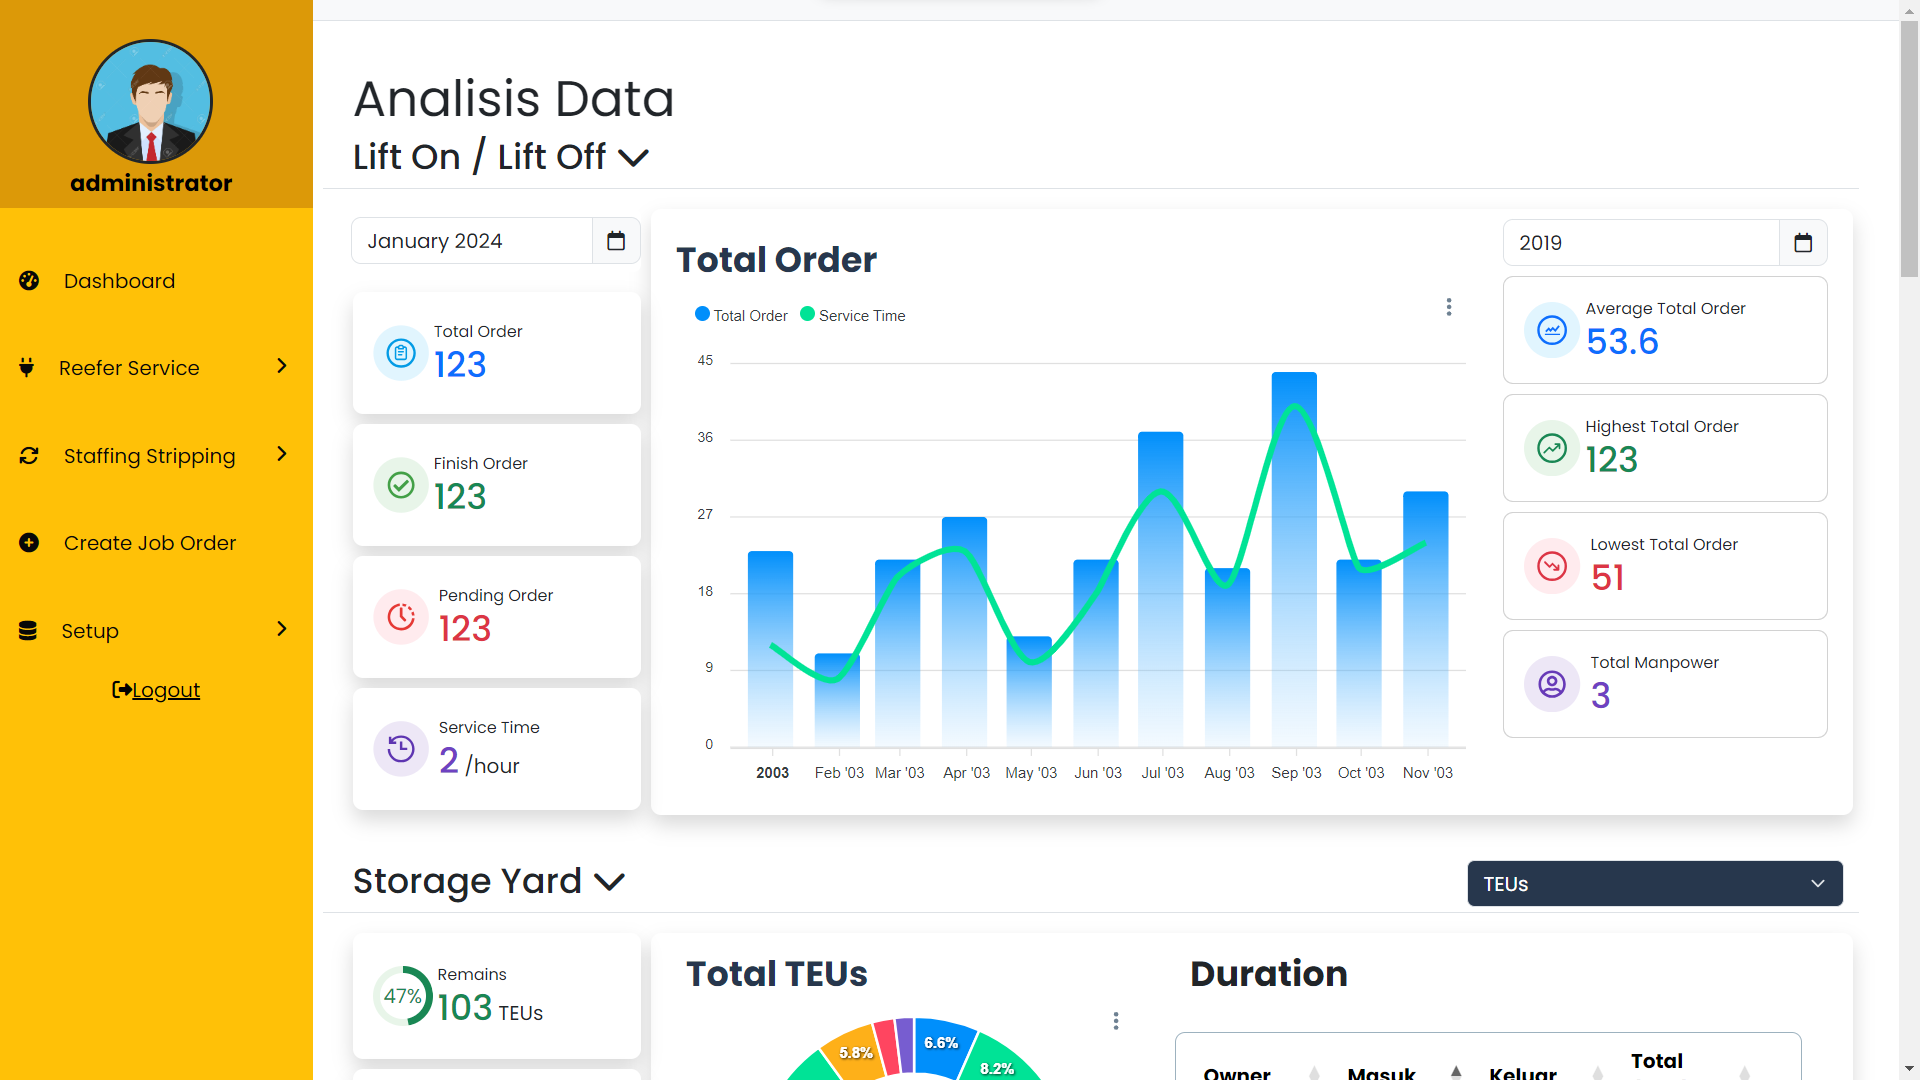 administrator
Dashboard
Reefer Service
Staffing Stripping
Create Job Order
Setup
Logout
Analisis Data
Lift On / Lift Off
January 2024
Total Order
123
Finish Order
123
Pending Order
123
Service Time
2 /hour
Total Order
Total Order Service Time
45
36
27
18
9
0
2003 Feb '03 Mar '03 Apr '03 May '03 Jun '03 Jul '03 Aug '03 Sep '03 Oct '03 Nov '03
2019
Average Total Order
53.6
Highest Total Order
123
Lowest Total Order
51
Total Manpower
3
Storage Yard
TEUs
47%
Remains
103 TEUs
Total TEUs
5.8%
6.6%
8.2%
Duration
Owner Masuk Keluar Total